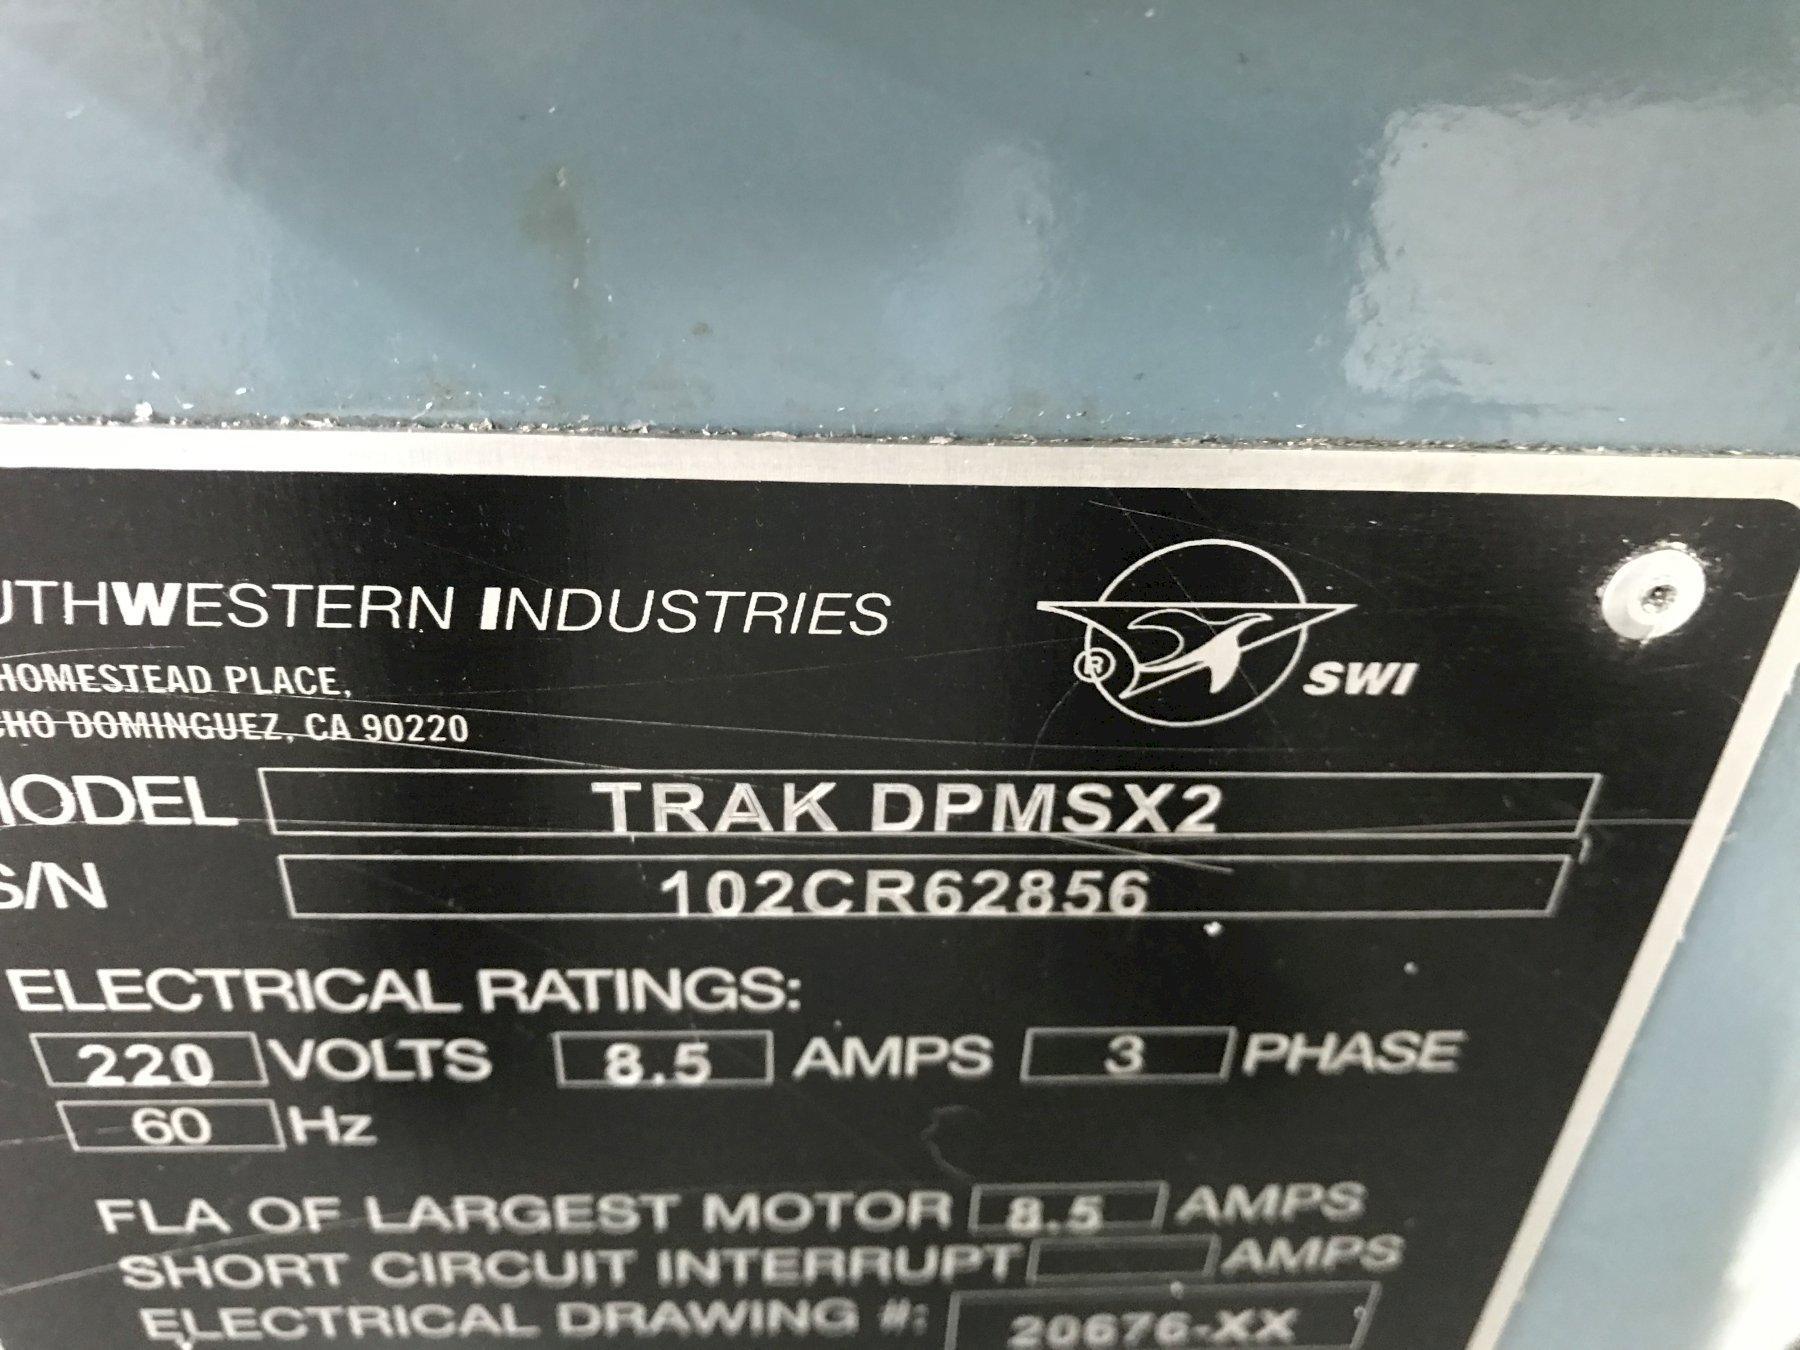 UTHWESTERN INDUSTRIES
HOMESTEAD PLACE,
CHO DOMINGUEZ, CA 90220
® SWI
MODEL TRAK DPMSX2
S/N 102CR62856
ELECTRICAL RATINGS:
220 VOLTS 8.5 AMPS 3 PHASE
60 Hz
FLA OF LARGEST MOTOR 8.5 AMPS
SHORT CIRCUIT INTERRUPT AMPS
ELECTRICAL DRAWING #: 20676-XX